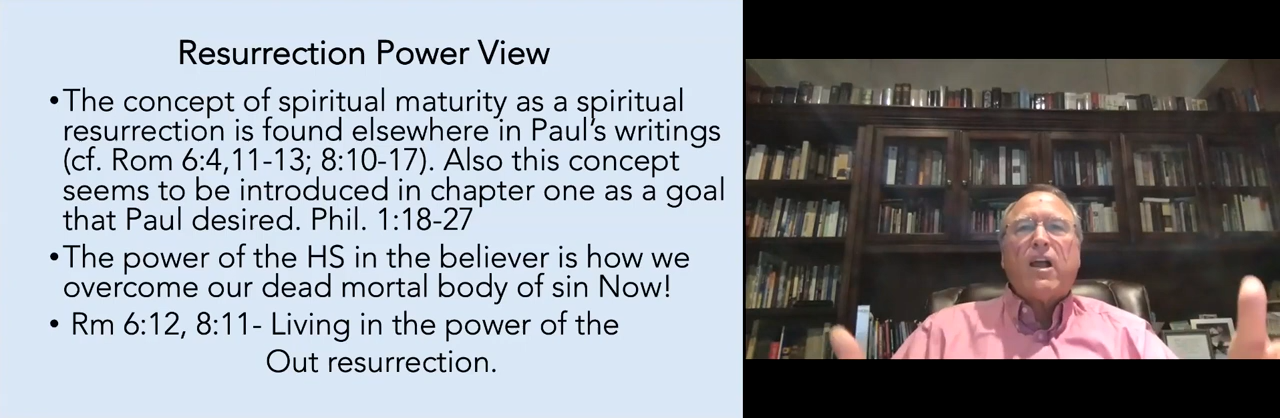 Resurrection Power View
•The concept of spiritual maturity as a spiritual
resurrection is found elsewhere in Paul's writings
(cf. Rom 6:4,11-13; 8:10-17). Also this concept
seems to be introduced in chapter one as a goal
that Paul desired. Phil. 1:18-27
•The power of the HS in the believer is how we
overcome our dead mortal body of sin Now!
• Rm 6:12, 8:11- Living in the power of the
Out resurrection.